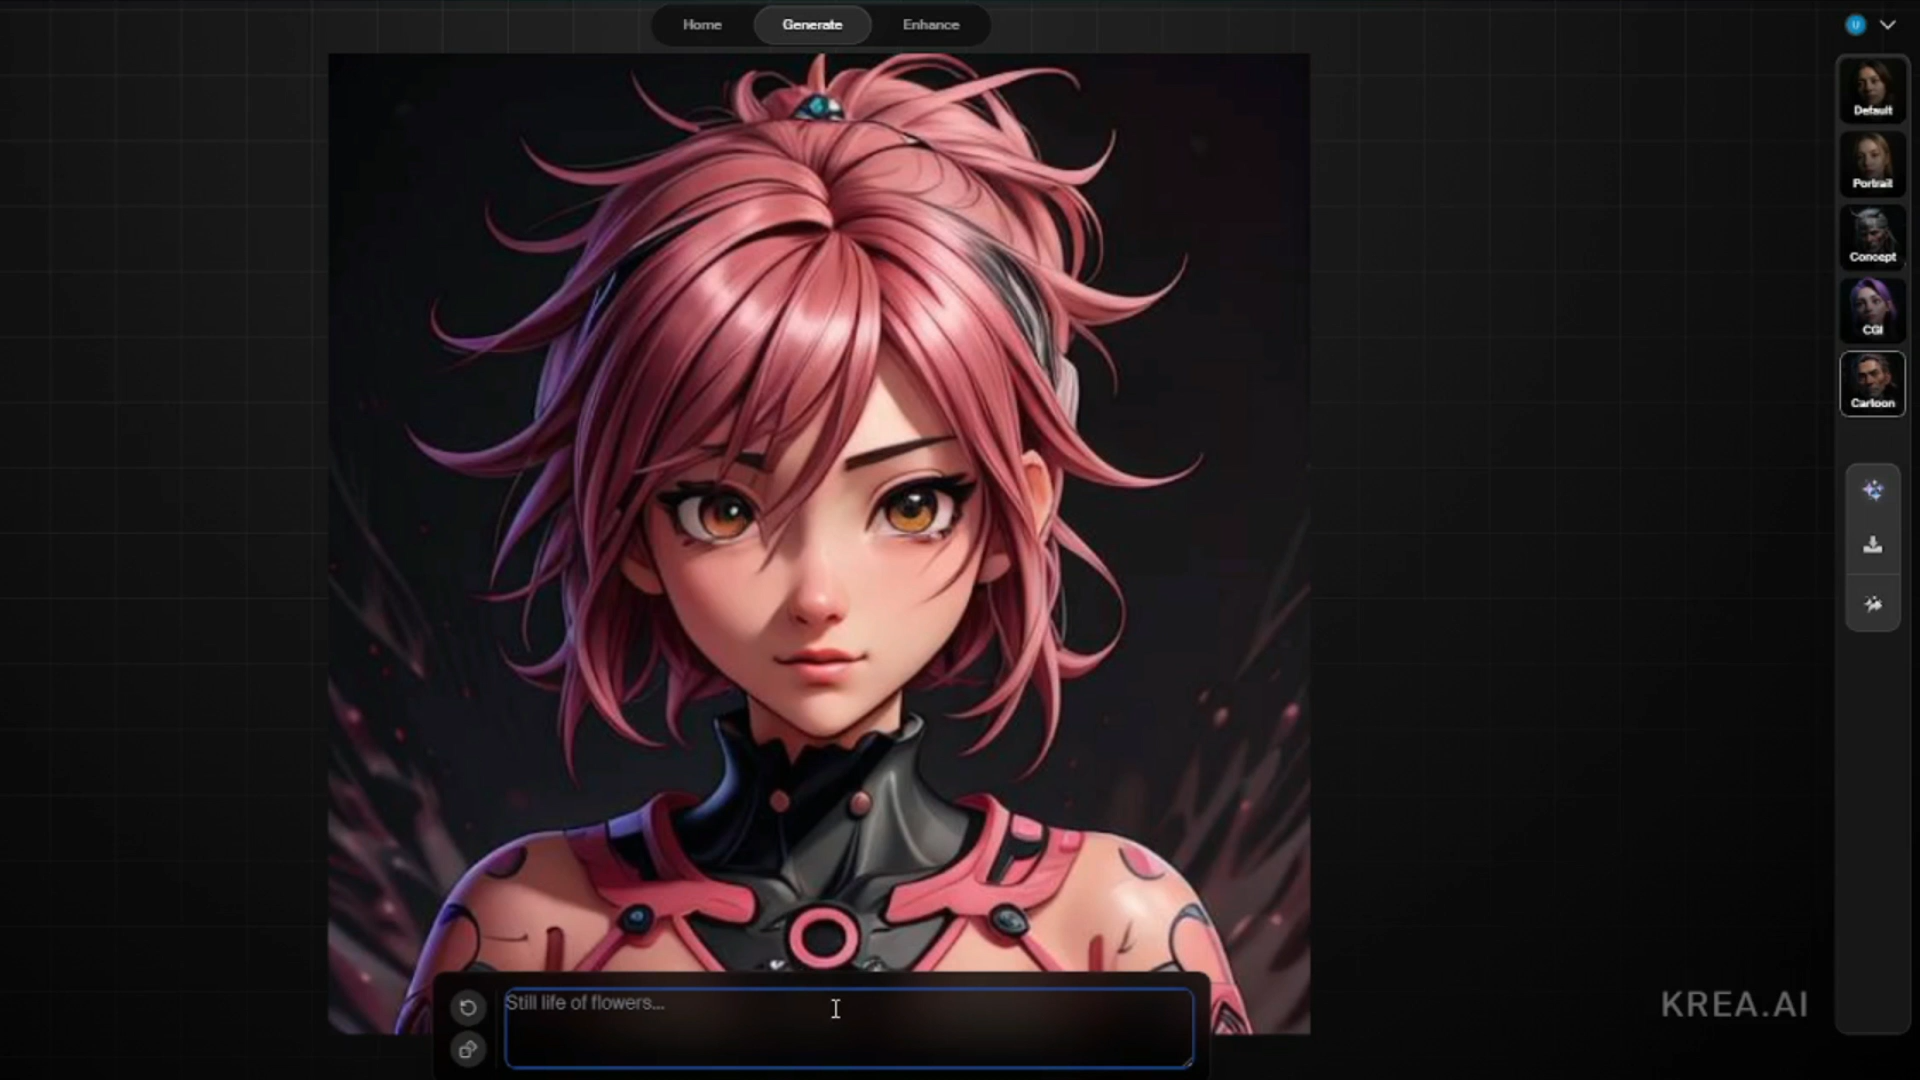 Home
Generate
Enhance
U
Default
Portrait
Concept
CGI
Cartoon
Still life of flowers...
KREA.AI